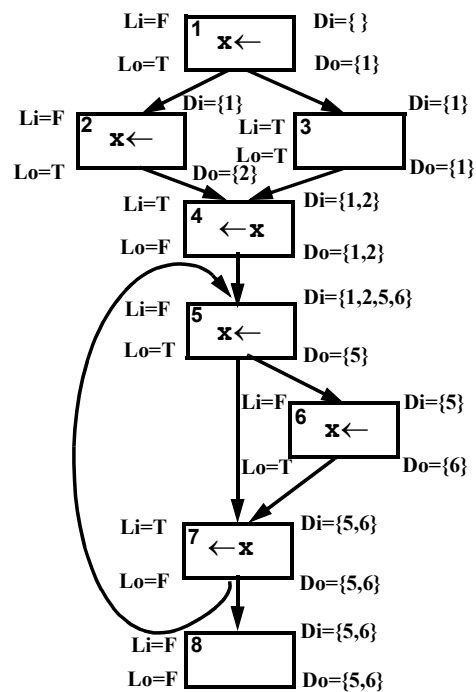 Li=F 1 Di={ }
x←
Lo=T Do={1}
Li=F 2 Di={1}
x←
Lo=T Do={2}
Li=T 3 Di={1}
Lo=T
Do={1}
Li=T 4 Di={1,2}
←x
Lo=F Do={1,2}
Li=F 5 Di={1,2,5,6}
x←
Lo=T Do={5}
Li=F 6 Di={5}
x←
Lo=T Do={6}
Li=T 7 Di={5,6}
←x
Lo=F Do={5,6}
Li=F 8 Di={5,6}
Lo=F Do={5,6}